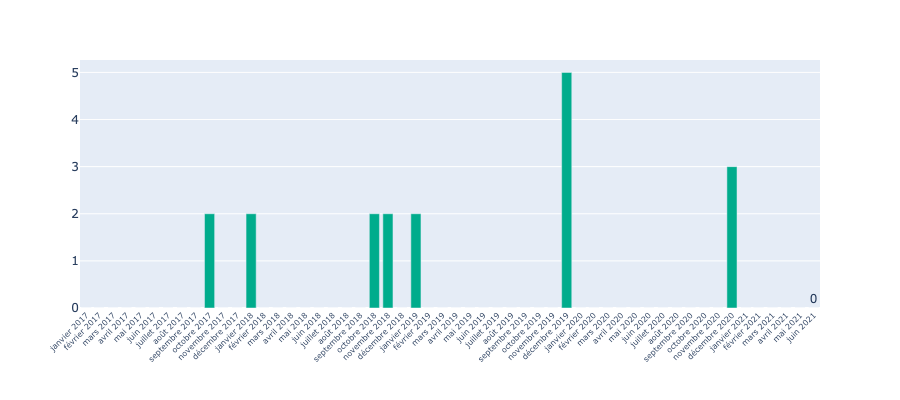 5
4
3
2
1
0
0
janvier 2017
février 2017
mars 2017
avril 2017
mai 2017
juin 2017
juillet 2017
août 2017
septembre 2017
octobre 2017
novembre 2017
décembre 2017
janvier 2018
février 2018
mars 2018
avril 2018
mai 2018
juin 2018
juillet 2018
août 2018
septembre 2018
octobre 2018
novembre 2018
décembre 2018
janvier 2019
février 2019
mars 2019
avril 2019
mai 2019
juin 2019
juillet 2019
août 2019
septembre 2019
octobre 2019
novembre 2019
décembre 2019
janvier 2020
février 2020
mars 2020
avril 2020
mai 2020
juin 2020
juillet 2020
août 2020
septembre 2020
octobre 2020
novembre 2020
décembre 2020
janvier 2021
février 2021
mars 2021
avril 2021
mai 2021
juin 2021